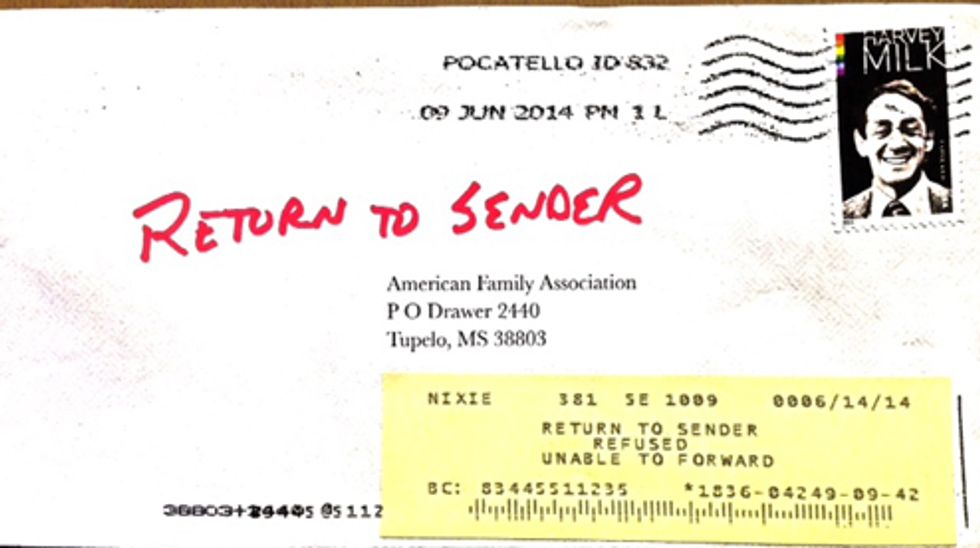 POCATELLO ID 832
09 JUN 2014 PM 1 L
HARVEY
MILK
RETURN TO SENDER
American Family Association
P O Drawer 2440
Tupelo, MS 38803
NIXIE 381 SE 1009 0006/14/14
RETURN TO SENDER
REFUSED
UNABLE TO FORWARD
BC: 83445511235 *1836-04249-09-42